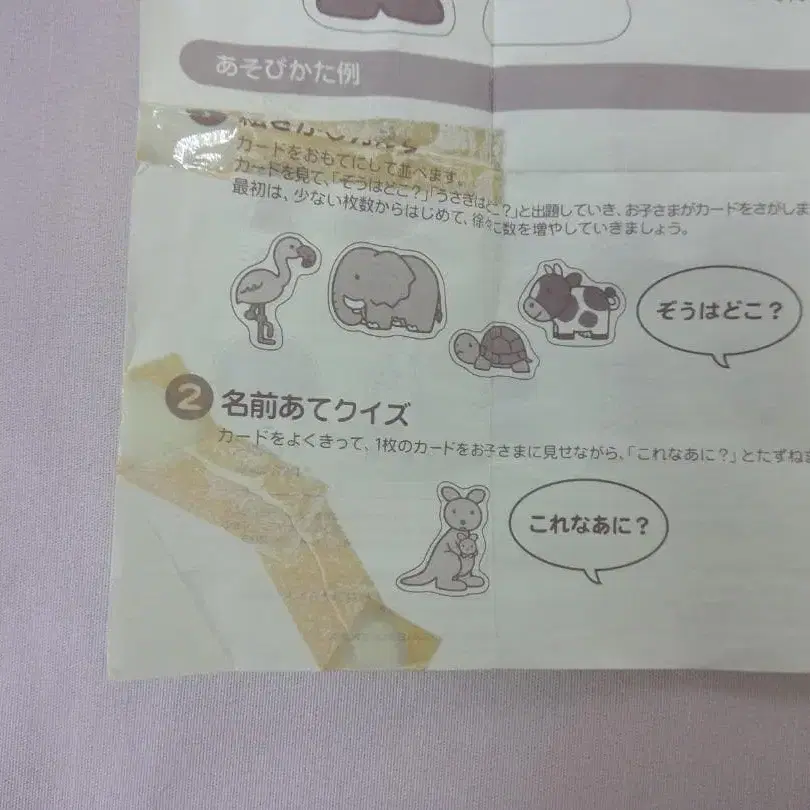 あそびかた例
カードをおもてにして並べます。
カードを見て、「ぞうはどこ？」「うさぎはどこ？」と出題していき、お子さまがカードをさがしま
最初は、少ない枚数からはじめて、徐々に数を増やしていきましょう。
ぞうはどこ？
2 名前あてクイズ
カードをよくきって、1枚のカードをお子さまに見せながら、「これなあに？」とたずねま
これなあに？